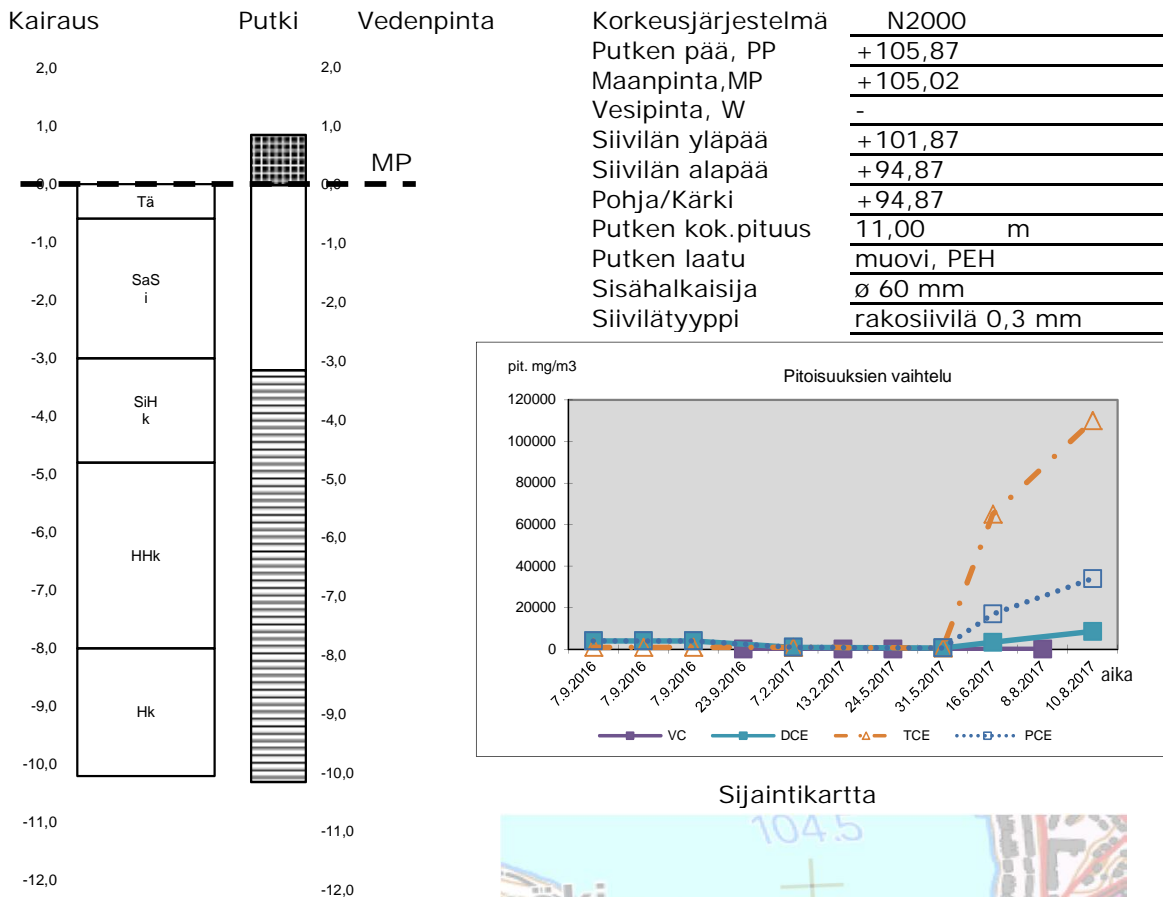 Kairaus Putki Vedenpinta
2,0 2,0
1,0 1,0
MP
0,0 0,0
Tä
-1,0 -1,0
SaS
i
-2,0 -2,0
-3,0 -3,0
SiH
k
-4,0 -4,0
-5,0 -5,0
HHk
-6,0 -6,0
-7,0 -7,0
-8,0 -8,0
Hk
-9,0 -9,0
-10,0 -10,0
-11,0 -11,0
-12,0 -12,0
Korkeusjärjestelmä N2000
Putken pää, PP +105,87
Maanpinta,MP +105,02
Vesipinta, W -
Siivilän yläpää +101,87
Siivilän alapää +94,87
Pohja/Kärki +94,87
Putken kok.pituus 11,00 m
Putken laatu muovi, PEH
Sisähalkaisija ø 60 mm
Siivilätyyppi rakosiivilä 0,3 mm
pit. mg/m3
Pitoisuuksien vaihtelu
120000
100000
80000
60000
40000
20000
0
7.9.2016 7.9.2016 7.9.2016 23.9.2016 7.2.2017 13.2.2017 24.5.2017 31.5.2017 16.6.2017 8.8.2017 10.8.2017 aika
VC DCE TCE PCE
Sijaintikartta
104.5